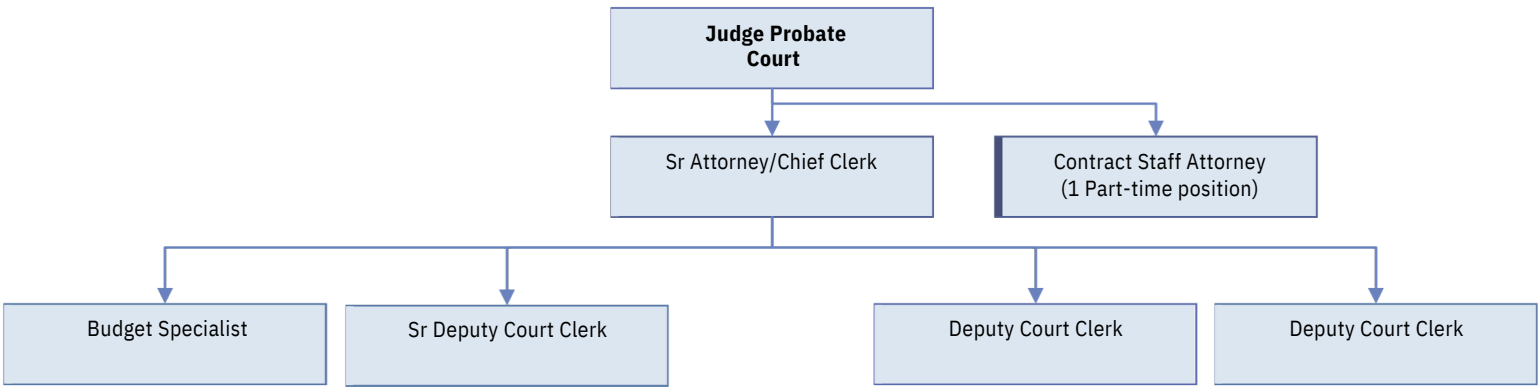 Judge Probate
Court
Sr Attorney/Chief Clerk
Contract Staff Attorney
(1 Part-time position)
Budget Specialist
Sr Deputy Court Clerk
Deputy Court Clerk
Deputy Court Clerk